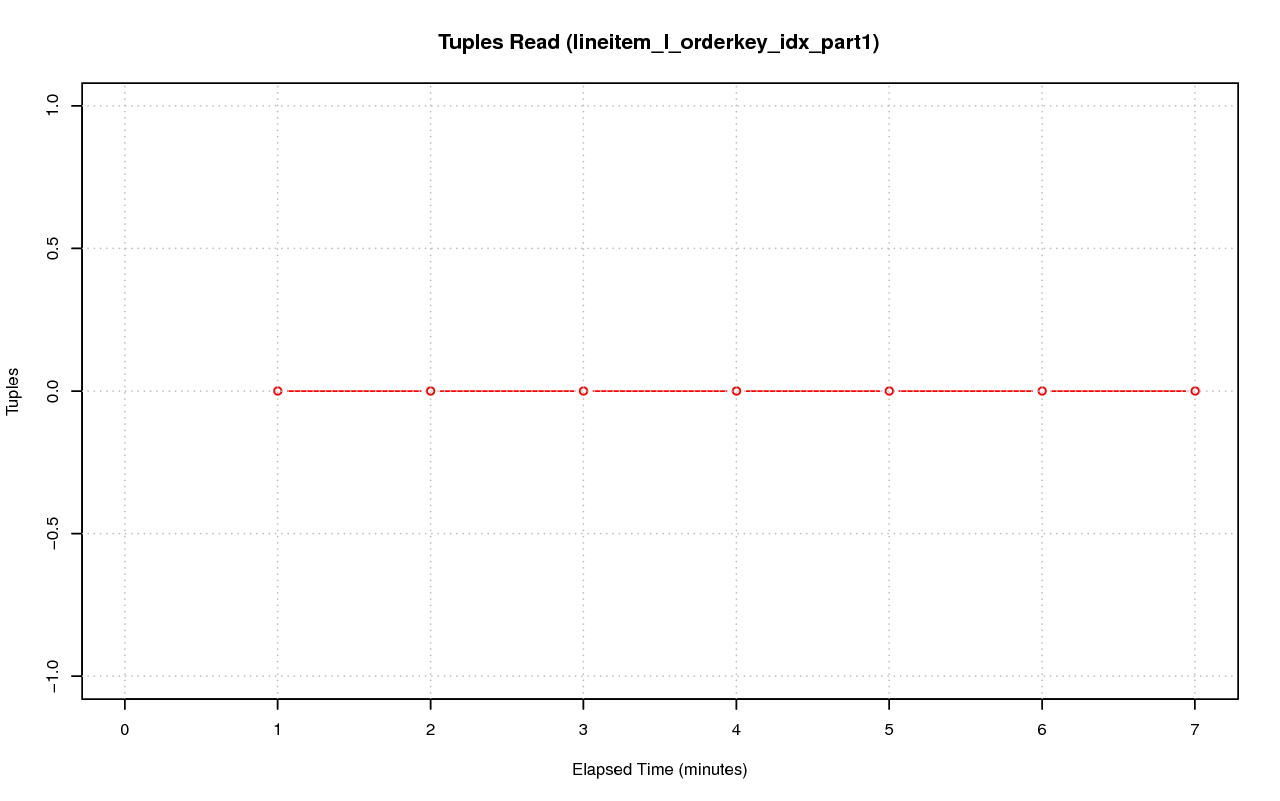 Tuples Read (lineitem_l_orderkey_idx_part1)
1.0
0.5
0.0
−0.5
−1.0
Tuples
0 1 2 3 4 5 6 7
Elapsed Time (minutes)